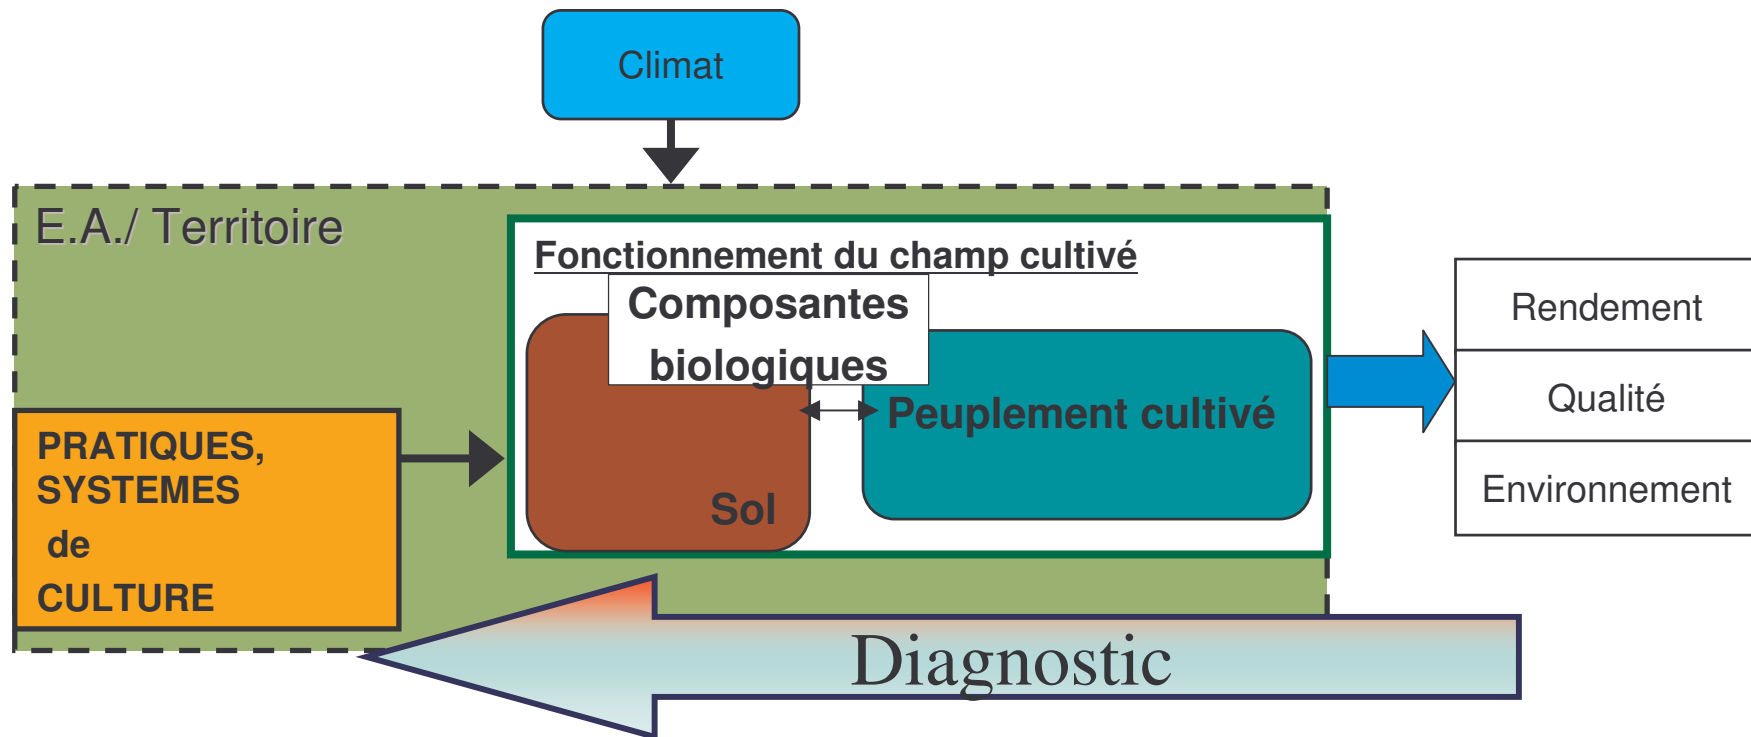 Climat
E.A./ Territoire
Fonctionnement du champ cultivé
Composantes
biologiques
Peuplement cultivé
Sol
PRATIQUES,
SYSTEMES
de
CULTURE
Rendement
Qualité
Environnement
Diagnostic